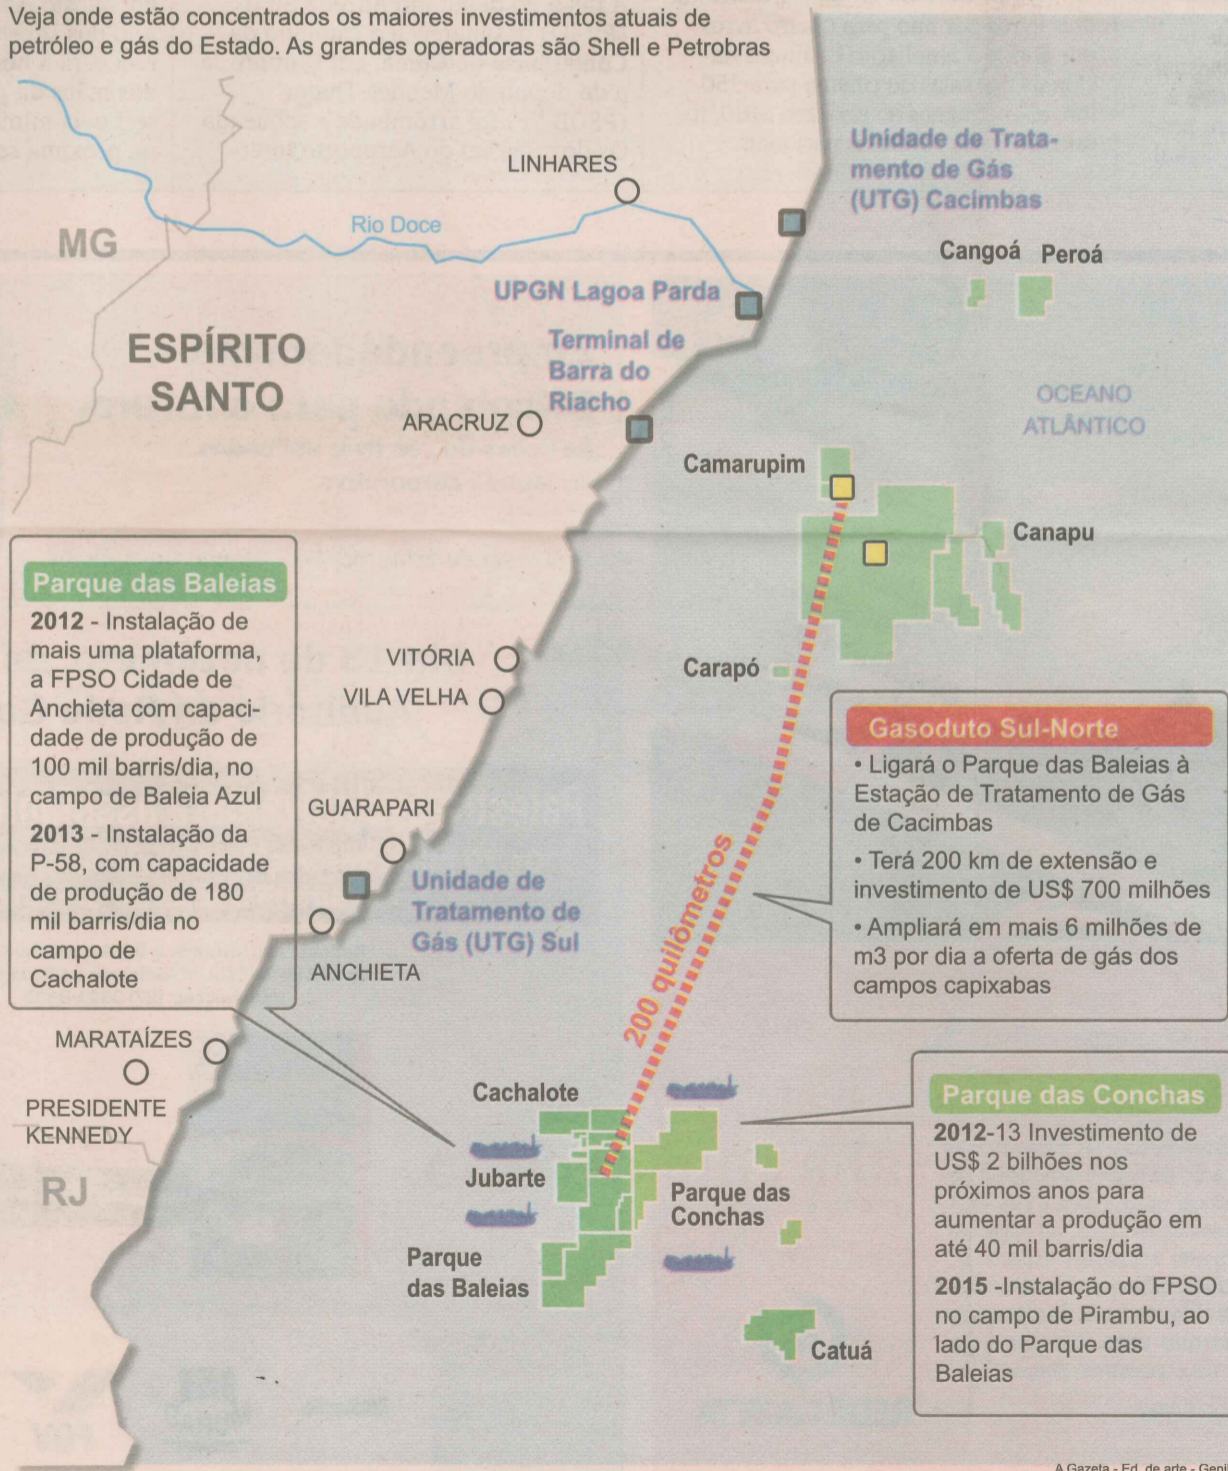 Veja onde estão concentrados os maiores investimentos atuais de
petróleo e gás do Estado. As grandes operadoras são Shell e Petrobras
Unidade de Trata-
mento de Gás
(UTG) Cacimbas
LINHARES
Rio Doce
MG
Cangoá Peroá
UPGN Lagoa Parda
ESPÍRITO
SANTO
Terminal de
Barra do
Riacho
OCEANO
ATLÂNTICO
ARACRUZ
Camarupim
Canapu
Parque das Baleias
2012 - Instalação de
mais uma plataforma,
a FPSO Cidade de
Anchieta com capaci-
dade de produção de
100 mil barris/dia, no
campo de Baleia Azul
2013 - Instalação da
P-58, com capacidade
de produção de 180
mil barris/dia no
campo de
Cachalote
VITÓRIA
VILA VELHA
Carapó
GUARAPARI
Gasoduto Sul-Norte
• Ligará o Parque das Baleias à
Estação de Tratamento de Gás
de Cacimbas
• Terá 200 km de extensão e
investimento de US$ 700 milhões
• Ampliará em mais 6 milhões de
m3 por dia a oferta de gás dos
campos capixabas
200 quilômetros
Unidade de
Tratamento de
Gás (UTG) Sul
ANCHIETA
MARATAÍZES
PRESIDENTE
KENNEDY
RJ
Cachalote
Jubarte
Parque das
Conchas
Parque
das Baleias
Catuá
Parque das Conchas
2012-13 Investimento de
US$ 2 bilhões nos
próximos anos para
aumentar a produção em
até 40 mil barris/dia
2015 -Instalação do FPSO
no campo de Pirambu, ao
lado do Parque das
Baleias
A Gazeta - Ed. de arte - Geni